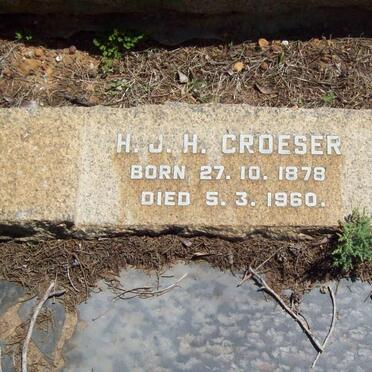 H. J. H. CROESER
BORN 27. 10. 1878
DIED 5. 3. 1960.